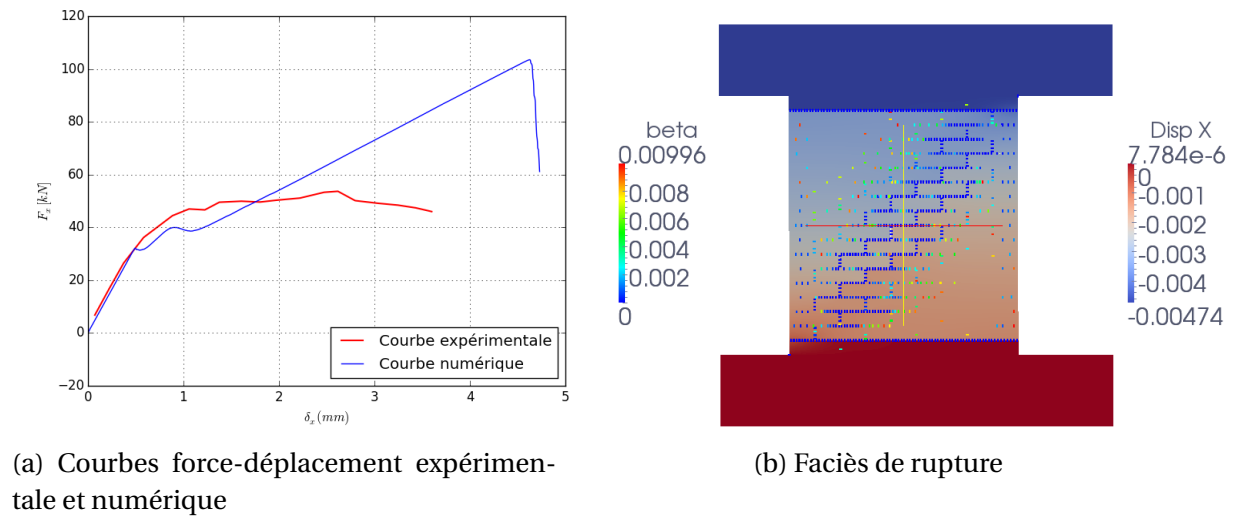 120
100
80
60
40
20
0
−20
0
1
2
3
4
5
F_x [kN]
δ_x (mm)
Courbe expérimentale
Courbe numérique
beta
0.00996
0.008
0.006
0.004
0.002
0
Disp X
7.784e-6
0
-0.001
-0.002
-0.003
-0.004
-0.00474
(a) Courbes force-déplacement expérimen-
tale et numérique
(b) Faciès de rupture